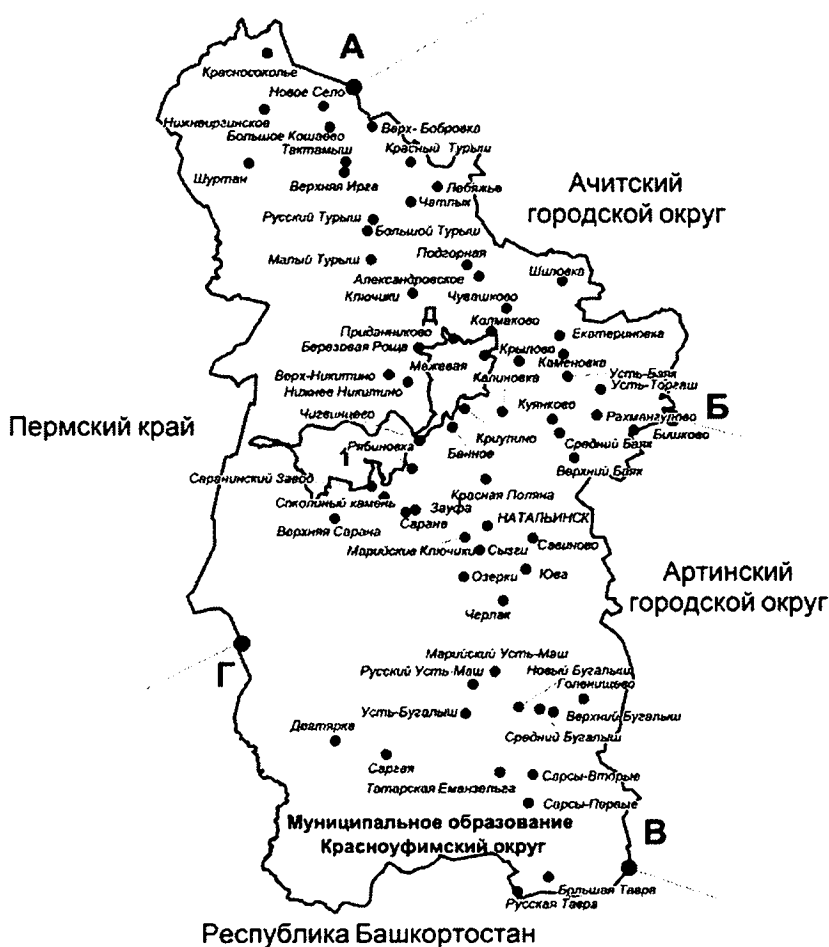 А
Красносоколье
Новое Село
Нижнеиргинское
Большое Кошаево
Верх- Бобровка
Тактамыш
Красный Турыш
Шуртан
Верхняя Ирга
Лебяжье
Чатлык
Ачитский
городской округ
Русский Турыш
Большой Турыш
Подгорная
Малый Турыш
Шиловка
Александровское
Ключики
Чувашково
Д
Колмаково
Приданниково
Екатериновка
Березовая Роща
Межевая
Крылово
Каменовка
Верх-Никитино
Калиновка
Усть-Баяк
Нижнее Никитино
Усть-Торгаш
Чигвинцево
Куянково
Рахмангулово
Б
Пермский край
Рябиновка
Криулино
Бишково
Банное
Средний Баяк
1
Верхний Баяк
Саранинский Завод
Красная Поляна
Соколиный камень
Зауфа
Сарана
НАТАЛЬИНСК
Верхняя Сарана
Савиново
Марийские Ключики
Сызги
Озерки
Юва
Артинский
городской округ
Черлак
Г
Марийский Усть-Маш
Русский Усть-Маш
Новый Бугалыш
Голенищево
Усть-Бугалыш
Верхний Бугалыш
Средний Бугалыш
Дегтярка
Саргая
Татарская Еманзельга
Сарсы-Вторые
Сарсы-Первые
Муниципальное образование
Красноуфимский округ
В
Большая Тавра
Русская Тавра
Республика Башкортостан